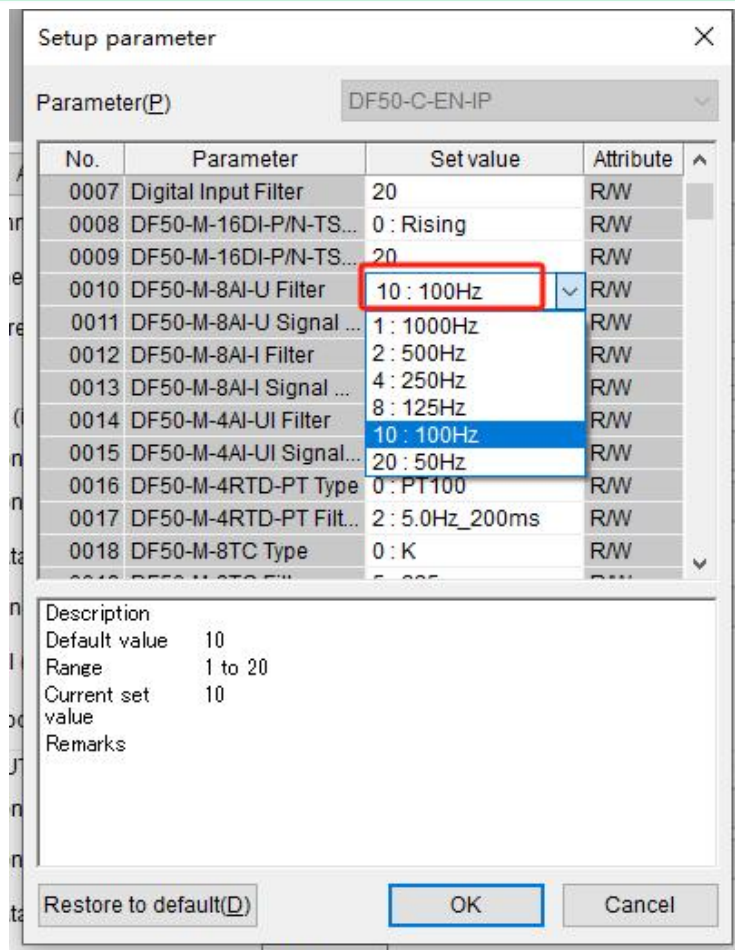 Setup parameter
Parameter(P) DF50-C-EN-IP
No. Parameter Set value Attribute
0007 Digital Input Filter 20 R/W
0008 DF50-M-16DI-P/N-TS... 0 : Rising R/W
0009 DF50-M-16DI-P/N-TS... 20 R/W
0010 DF50-M-8AI-U Filter 10 : 100Hz R/W
0011 DF50-M-8AI-U Signal ... 1 : 1000Hz R/W
0012 DF50-M-8AI-I Filter 2 : 500Hz R/W
0013 DF50-M-8AI-I Signal ... 4 : 250Hz R/W
0014 DF50-M-4AI-UI Filter 8 : 125Hz R/W
10 : 100Hz
0015 DF50-M-4AI-UI Signal... 20 : 50Hz R/W
0016 DF50-M-4RTD-PT Type 0 : PT100 R/W
0017 DF50-M-4RTD-PT Filt... 2 : 5.0Hz_200ms R/W
0018 DF50-M-8TC Type 0 : K R/W
Description
Default value 10
Range 1 to 20
Current set value 10
Remarks
Restore to default(D) OK Cancel